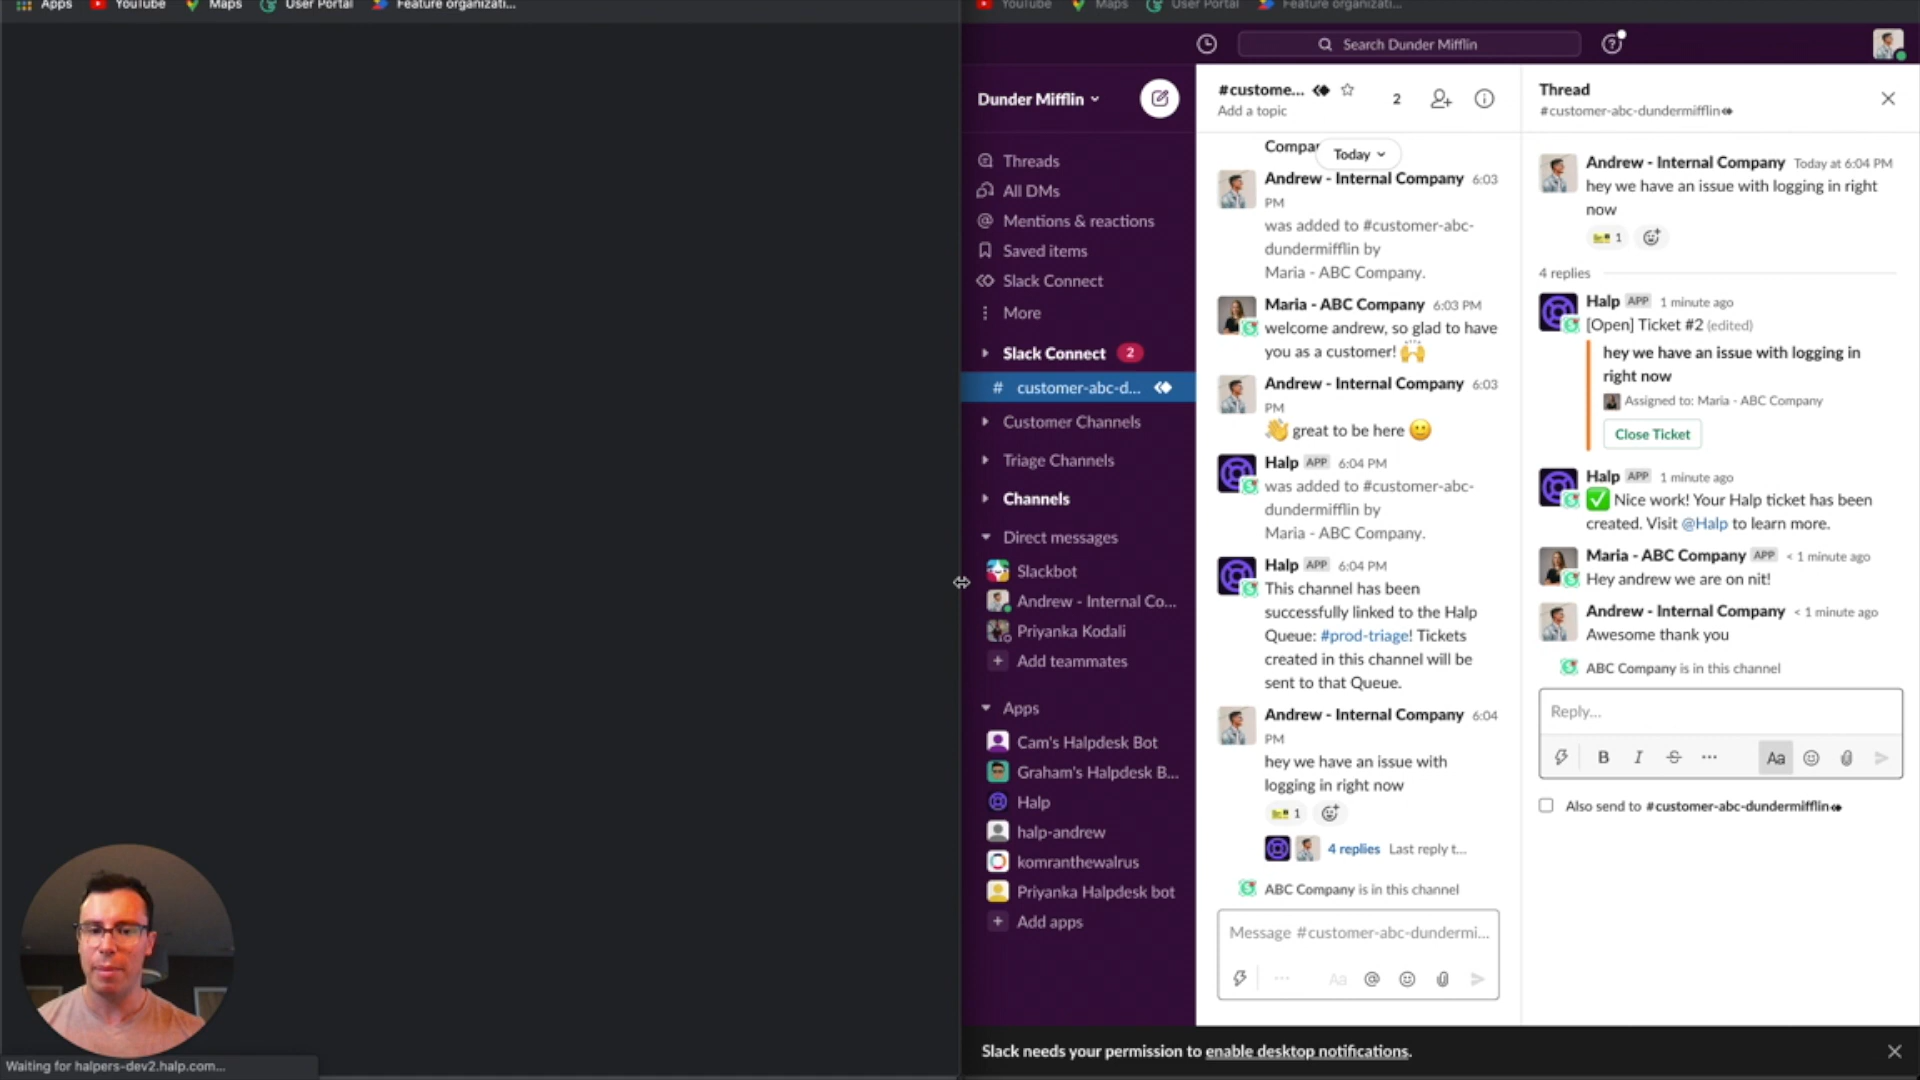 Apps
YouTube
Maps
User Portal
Feature organizati...
YouTube
Maps
User Portal
Feature organizati...
Search Dunder Mifflin
Dunder Mifflin
Threads
All DMs
Mentions & reactions
Saved items
Slack Connect
More
Slack Connect 2
# customer-abc-d...
Customer Channels
Triage Channels
Channels
Direct messages
Slackbot
Andrew - Internal Co...
Priyanka Kodali
+ Add teammates
Apps
Cam's Helpdesk Bot
Graham's Halpdesk B...
Halp
halp-andrew
komranthewalrus
Priyanka Halpdesk bot
+ Add apps
#custome...
2
Add a topic
Compan
Today
Andrew - Internal Company 6:03
PM
was added to #customer-abc-
dundermifflin by
Maria - ABC Company.
Maria - ABC Company 6:03 PM
welcome andrew, so glad to have
you as a customer!
Andrew - Internal Company 6:03
PM
great to be here
Halp APP 6:04 PM
was added to #customer-abc-
dundermifflin by
Maria - ABC Company.
Halp APP 6:04 PM
This channel has been
successfully linked to the Halp
Queue: #prod-triage! Tickets
created in this channel will be
sent to that Queue.
Andrew - Internal Company 6:04
PM
hey we have an issue with
logging in right now
1
4 replies Last reply t...
ABC Company is in this channel
Message #customer-abc-dundermi...
Aa
Thread
#customer-abc-dundermifflin
Andrew - Internal Company Today at 6:04 PM
hey we have an issue with logging in right
now
1
4 replies
Halp APP 1 minute ago
[Open] Ticket #2 (edited)
hey we have an issue with logging in
right now
Assigned to: Maria - ABC Company
Close Ticket
Halp APP 1 minute ago
Nice work! Your Halp ticket has been
created. Visit @Halp to learn more.
Maria - ABC Company APP < 1 minute ago
Hey andrew we are on nit!
Andrew - Internal Company < 1 minute ago
Awesome thank you
ABC Company is in this channel
Reply...
B I S Aa
Also send to #customer-abc-dundermifflin
Slack needs your permission to enable desktop notifications.
Waiting for halpers-dev2.halp.com...